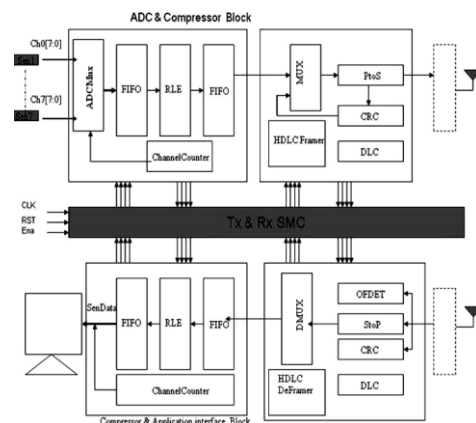 ADC & Compressor Block
Ch0[7:0]
Sen1
Ch7[7:0]
Sen7
ADCMux
FIFO
RLE
FIFO
ChannelCounter
MUX
PtoS
CRC
HDLC Framer
DLC
CLK
RST
Ena
Tx & Rx SMC
SenData
FIFO
RLE
FIFO
ChannelCounter
Compressor & Application interface Block
DMUX
OFDET
StoP
CRC
HDLC
DeFramer
DLC